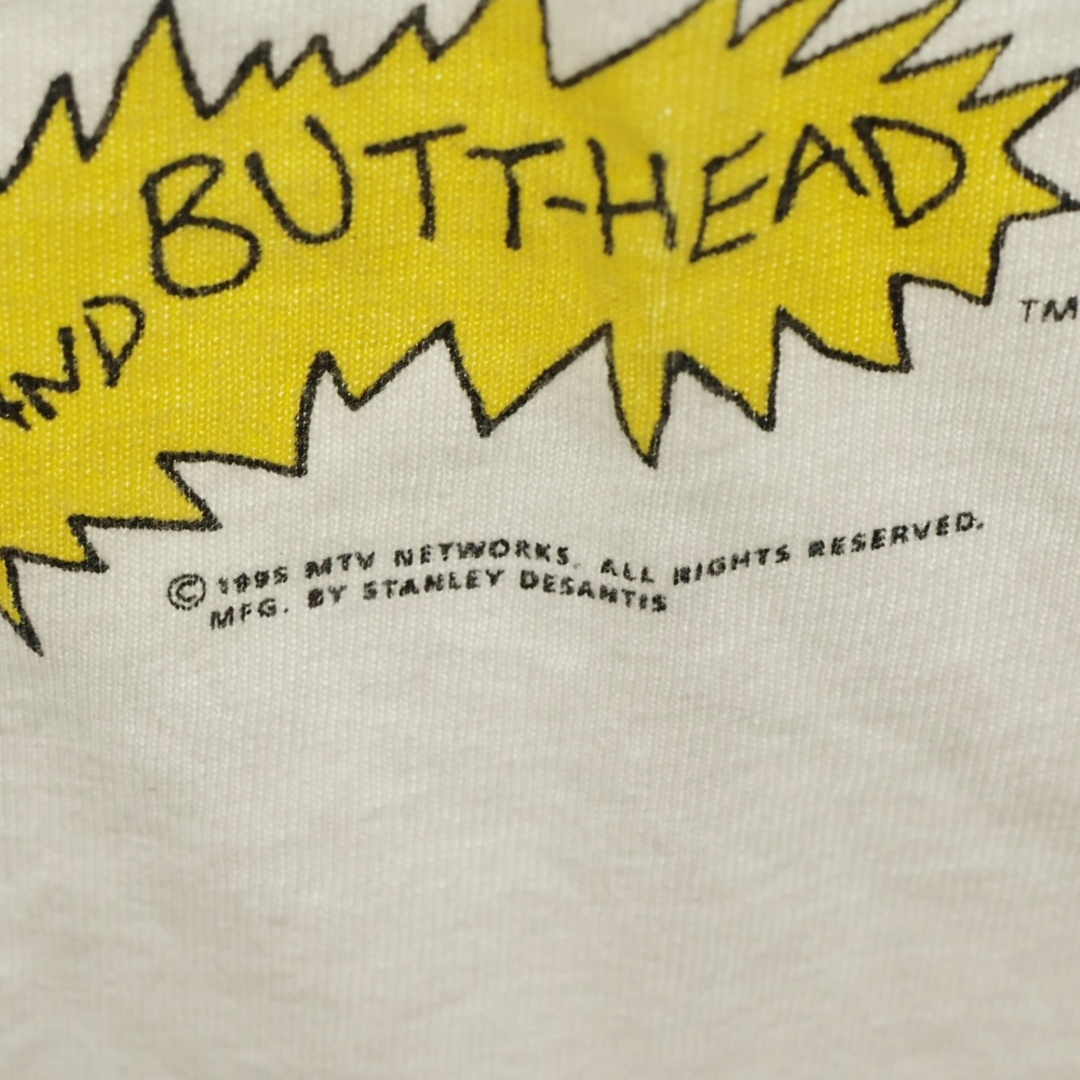 AND
BUTT-HEAD
TM
© 1995 MTV NETWORKS. ALL RIGHTS RESERVED.
MFG. BY STANLEY DESANTIS